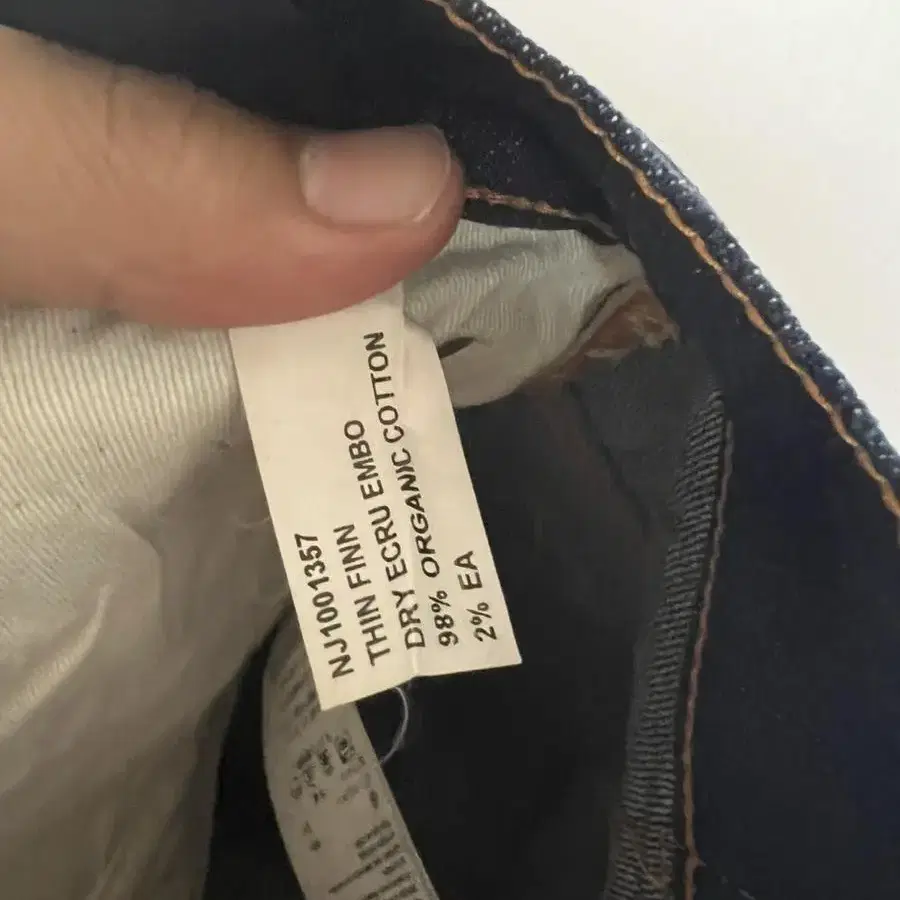 NJ1001357
THIN FINN
DRY ECRU EMBO
98% ORGANIC COTTON
2% EA